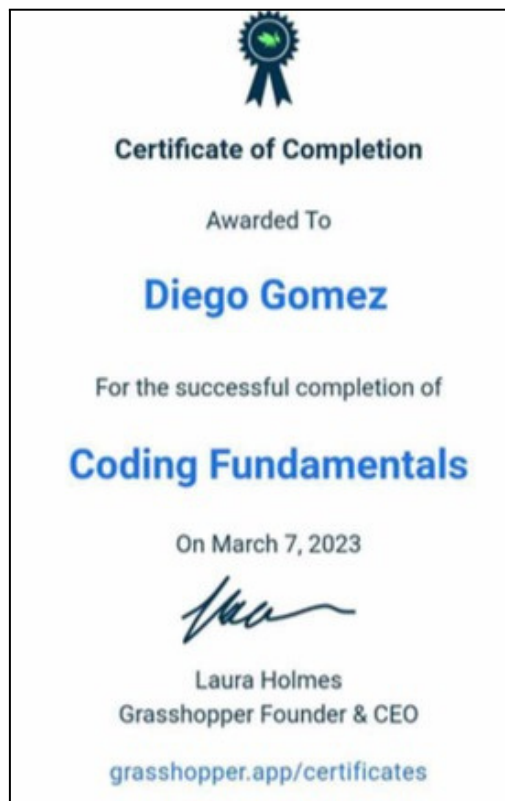 Certificate of Completion
Awarded To
Diego Gomez
For the successful completion of
Coding Fundamentals
On March 7, 2023
Laura Holmes
Grasshopper Founder & CEO
grasshopper.app/certificates